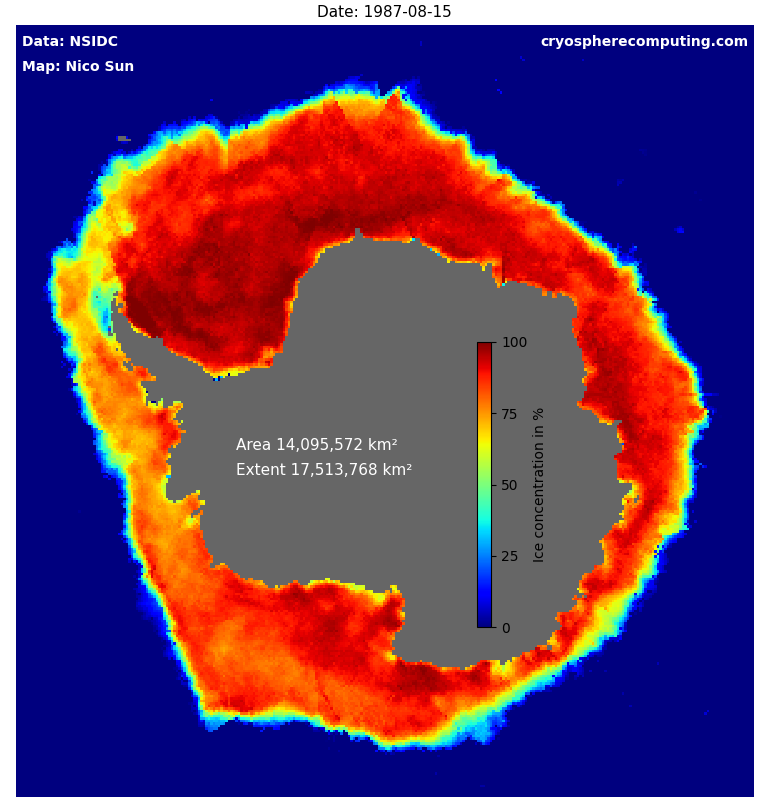 Date: 1987-08-15
Data: NSIDC
cryospherecomputing.com
Map: Nico Sun
100
75
50
25
0
Ice concentration in %
Area 14,095,572 km²
Extent 17,513,768 km²